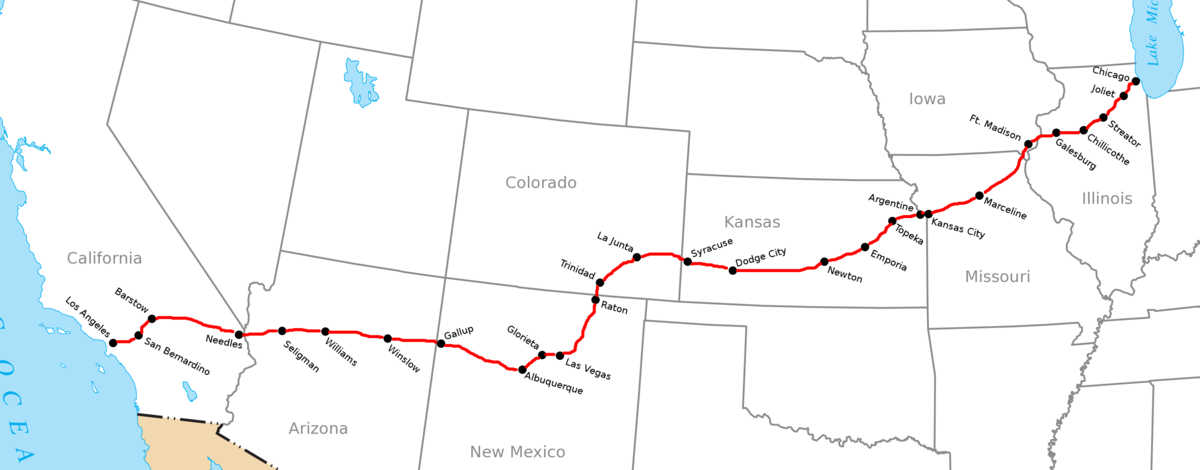 Lake Mic
Chicago
Joliet
Iowa
Streator
Ft. Madison
Chillicothe
Galesburg
Colorado
Illinois
Argentine
Marceline
Kansas
Kansas City
Topeka
La Junta
Syracuse
California
Dodge City
Emporia
Trinidad
Newton
Missouri
Barstow
Raton
Los Angeles
Needles
Gallup
Glorieta
San Bernardino
Seligman
Williams
Winslow
Las Vegas
Albuquerque
OCEA
Arizona
New Mexico